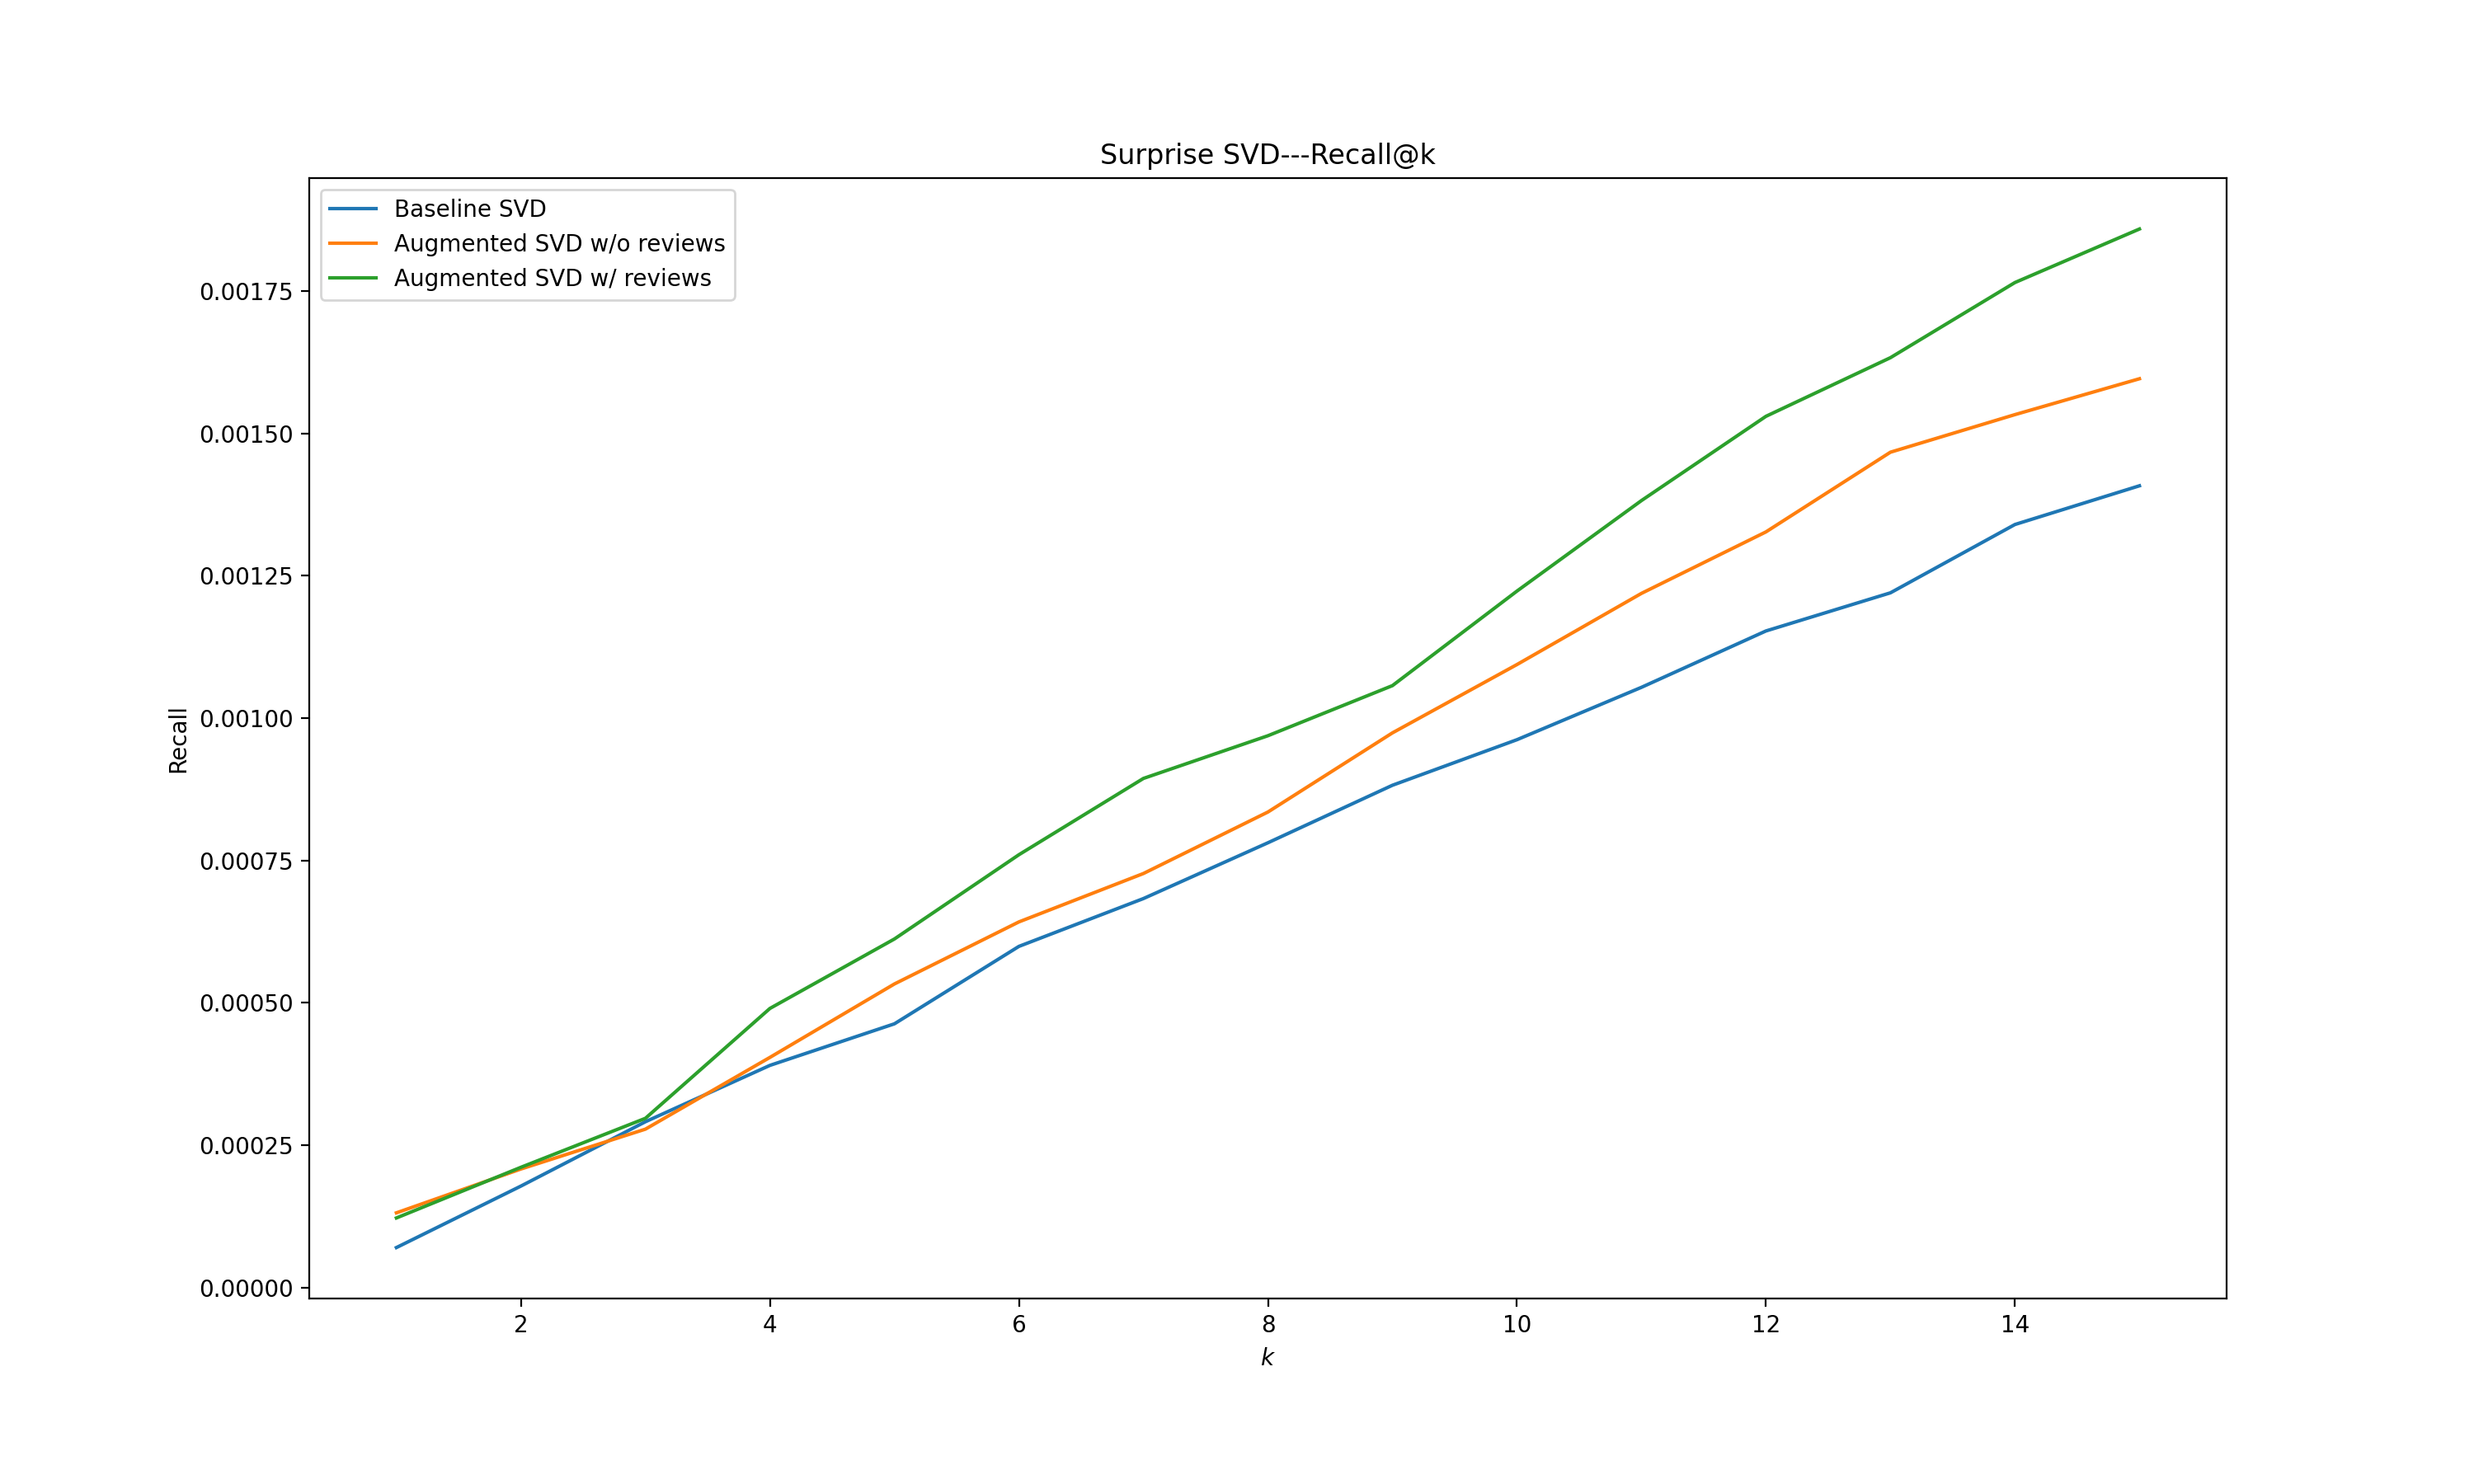 Surprise SVD---Recall@k
Baseline SVD
Augmented SVD w/o reviews
Augmented SVD w/ reviews
0.00175
0.00150
0.00125
0.00100
0.00075
0.00050
0.00025
0.00000
Recall
2 4 6 8 10 12 14
k